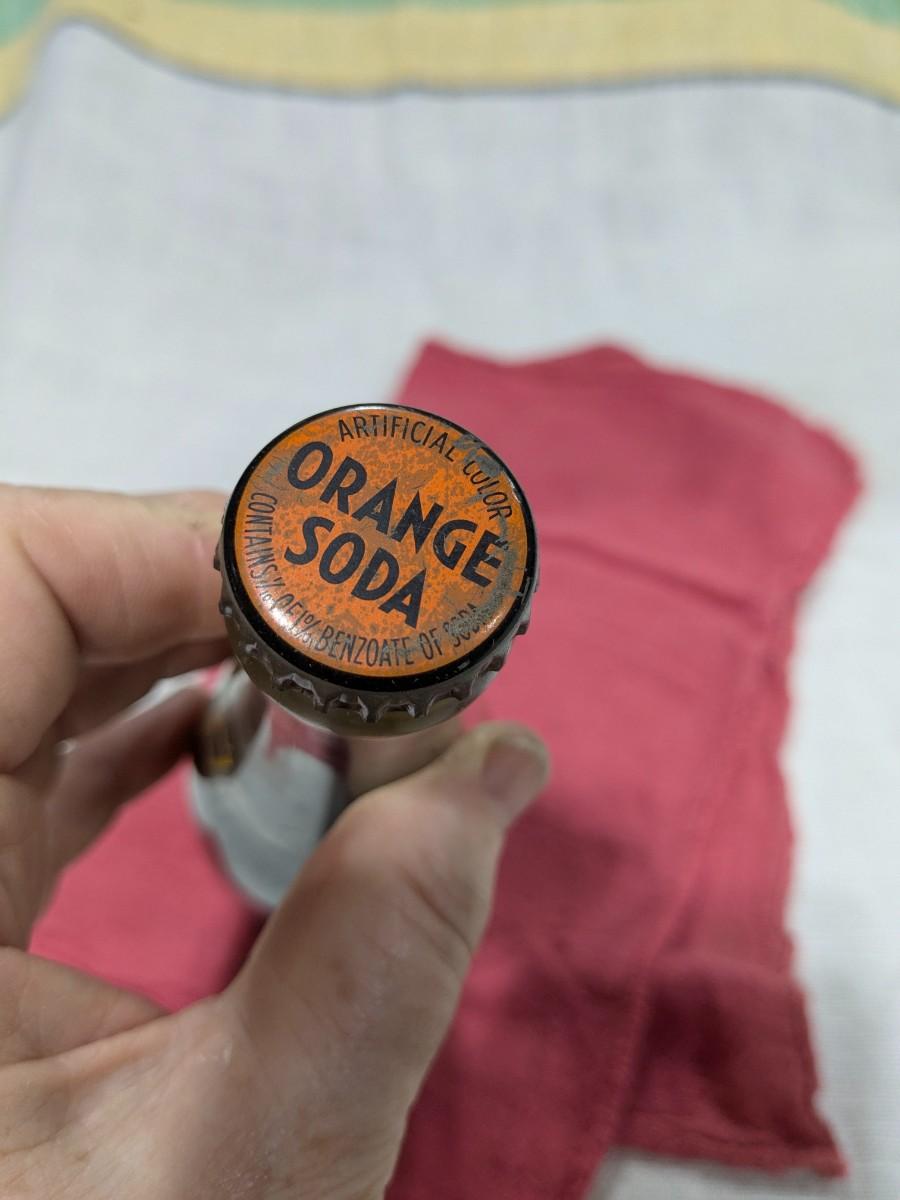 ARTIFICIAL COLOR
ORANGE
SODA
CONTAINS 1/10 OF 1% BENZOATE OF SODA